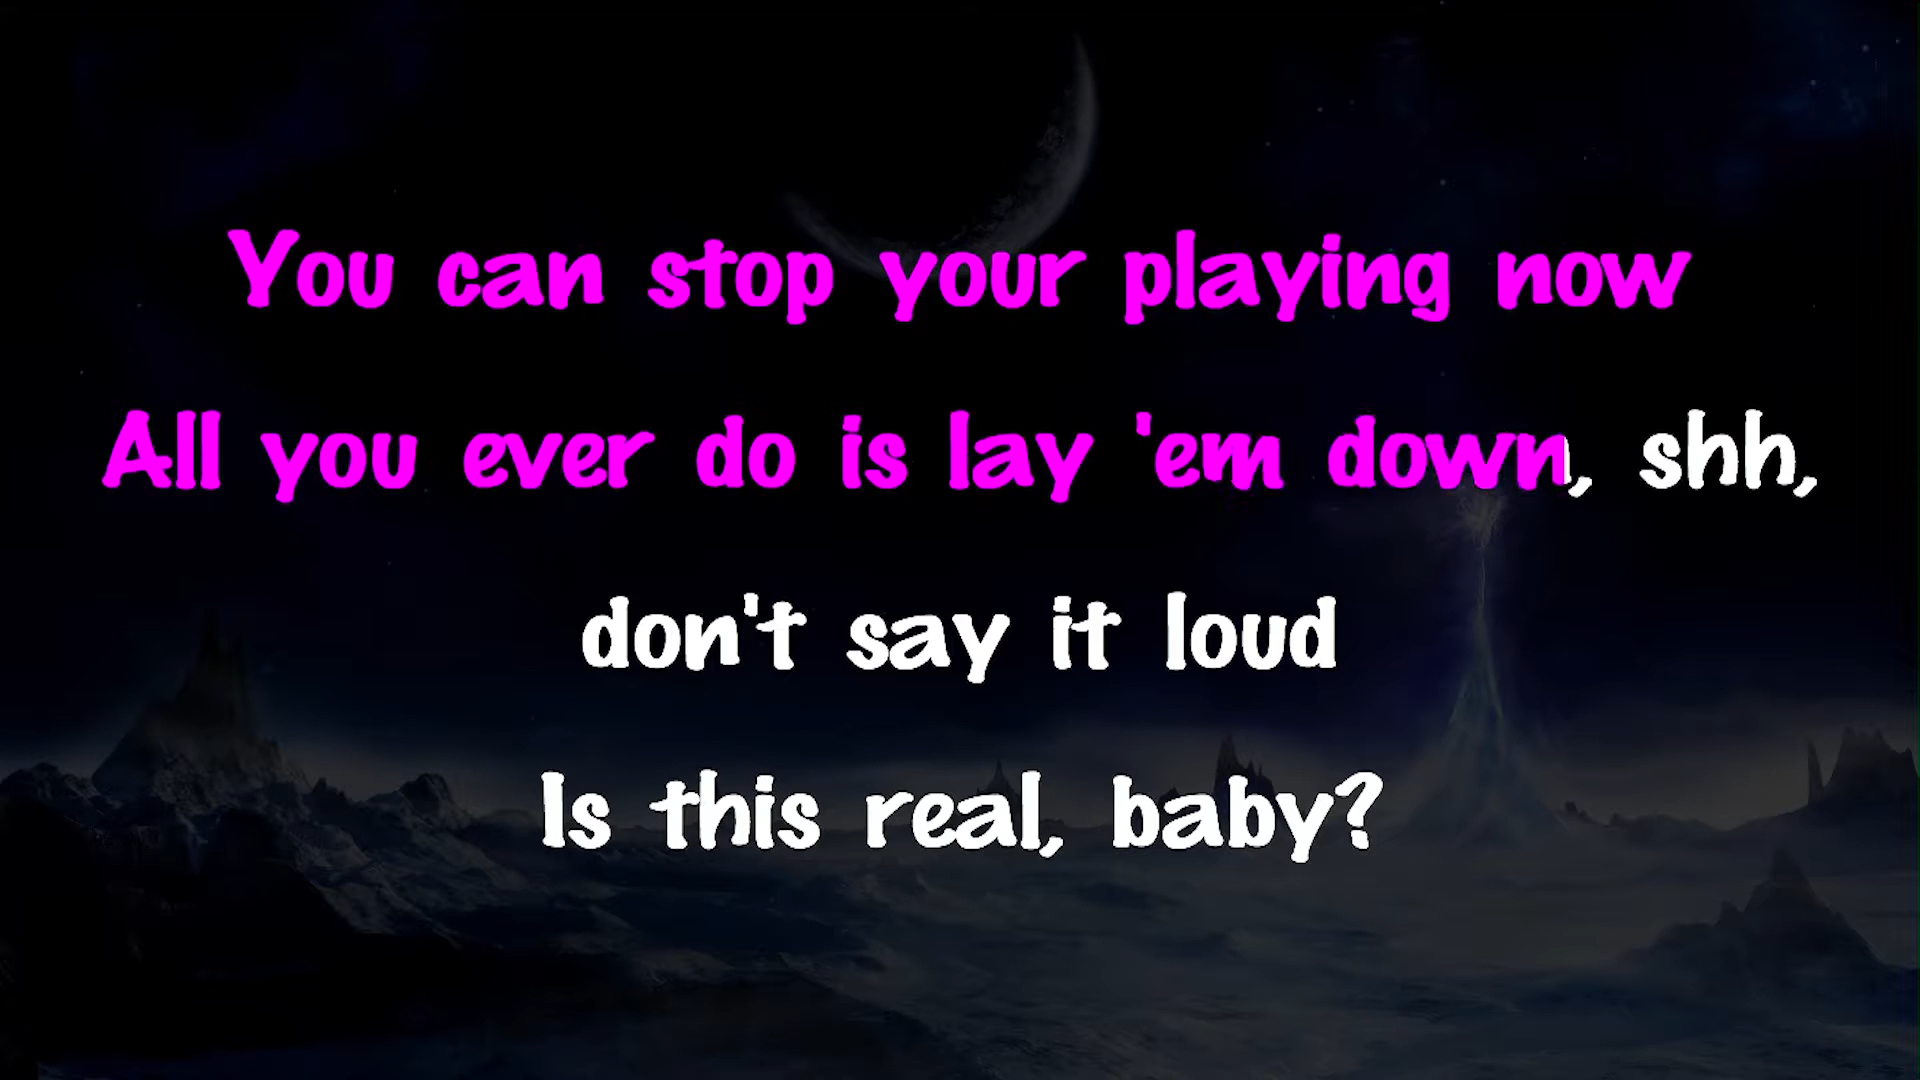 You can stop your playing now
All you ever do is lay 'em down, shh,
don't say it loud
Is this real, baby?